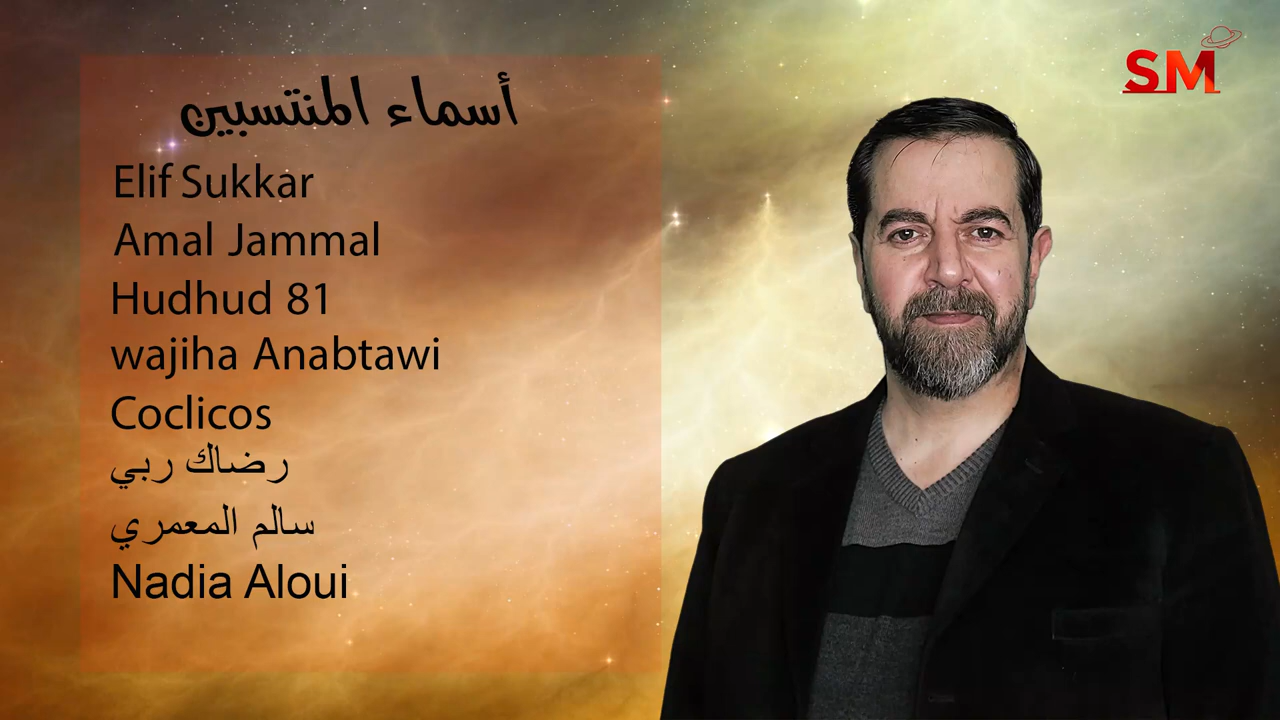 أسماء المنتسبين
Elif Sukkar
Amal Jammal
Hudhud 81
wajiha Anabtawi
Coclicos
رضاك ربي
سالم المعمري
Nadia Aloui
SM